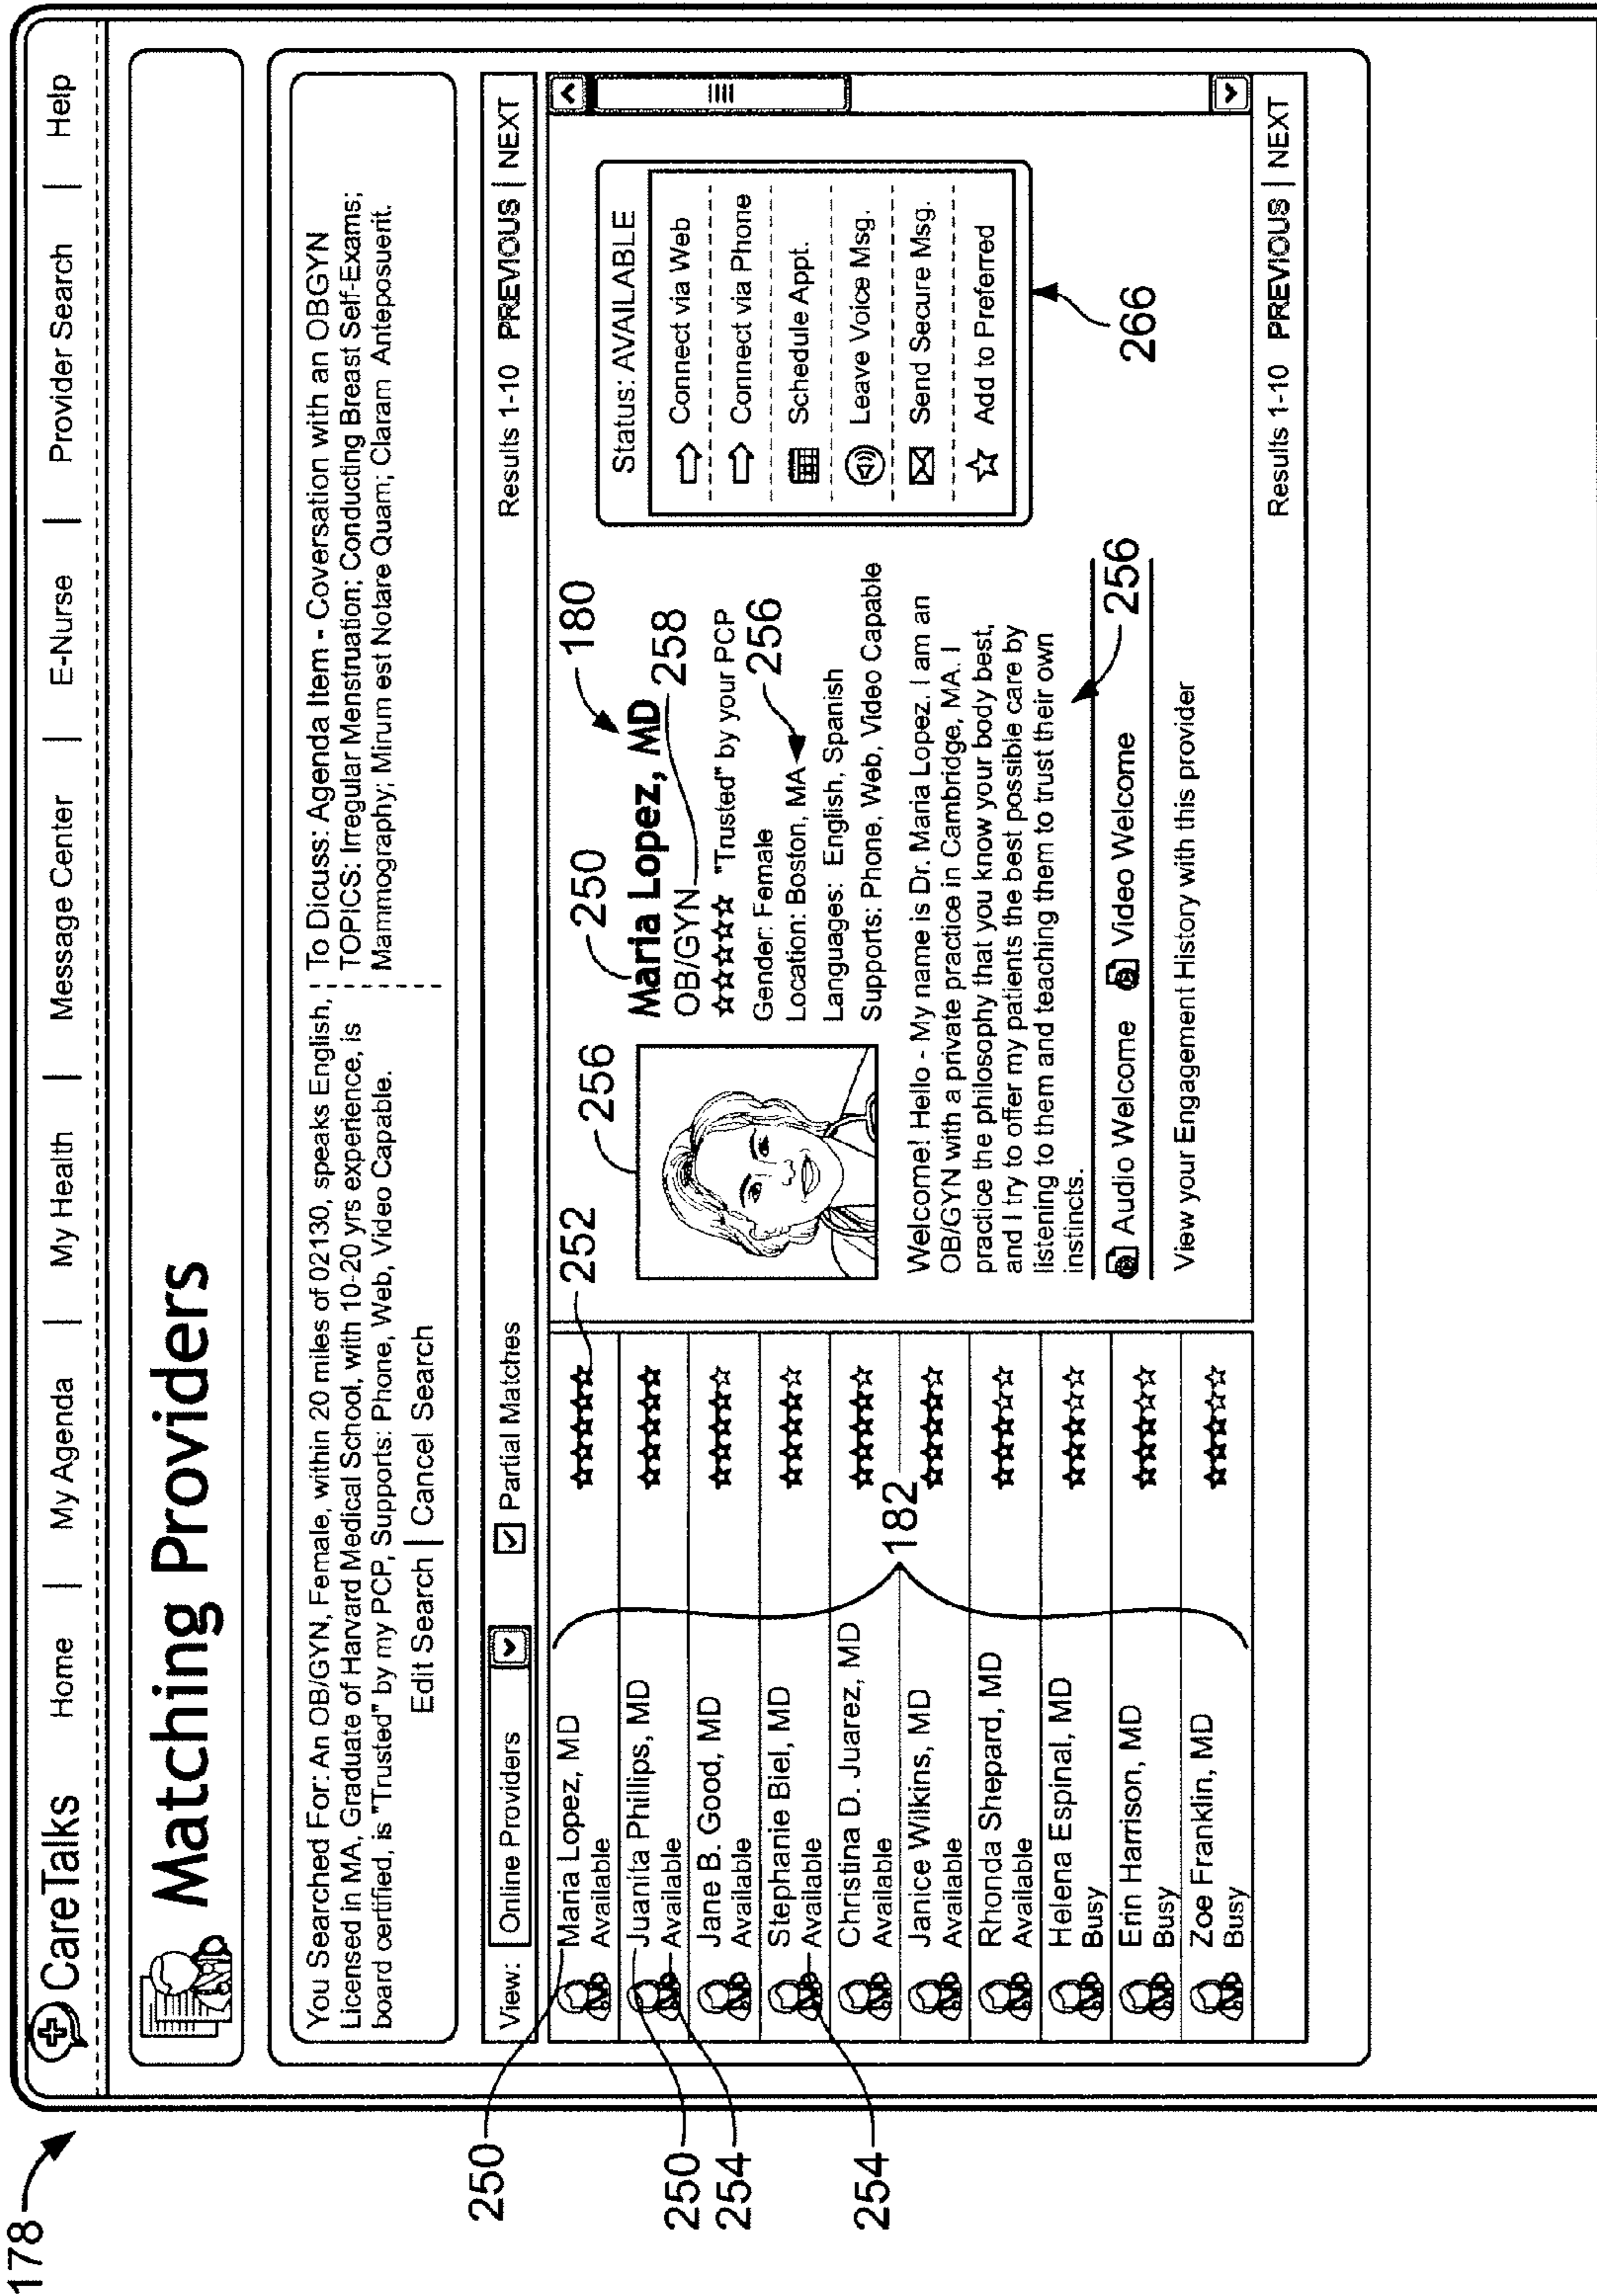 178
CareTalks Home | My Agenda | My Health | Message Center | E-Nurse | Provider Search | Help
Matching Providers
You Searched For: An OB/GYN, Female, within 20 miles of 02130, speaks English,
Licensed in MA, Graduate of Harvard Medical School, with 10-20 yrs experience, is
board certified, is "Trusted" by my PCP, Supports: Phone, Web, Video Capable.
Edit Search | Cancel Search
To Discuss: Agenda Item - Coversation with an OBGYN
TOPICS: Irregular Menstruation; Conducting Breast Self-Exams;
Mammography; Mirum est Notare Quam; Claram Anteposuerit.
View: Online Providers Partial Matches
Results 1-10 PREVIOUS | NEXT
250
250
254
254
Maria Lopez, MD
Available
Juanita Phillips, MD
Available
Jane B. Good, MD
Available
Stephanie Biel, MD
Available
Christina D. Juarez, MD
Available
Janice Wilkins, MD
Available
Rhonda Shepard, MD
Available
Helena Espinal, MD
Busy
Erin Harrison, MD
Busy
Zoe Franklin, MD
Busy
182
252
256
250
180
Maria Lopez, MD
OB/GYN 258
"Trusted" by your PCP
Gender: Female
Location: Boston, MA 256
Languages: English, Spanish
Supports: Phone, Web, Video Capable
Welcome! Hello - My name is Dr. Maria Lopez. I am an
OB/GYN with a private practice in Cambridge, MA. I
practice the philosophy that you know your body best,
and I try to offer my patients the best possible care by
listening to them and teaching them to trust their own
instincts.
Audio Welcome Video Welcome 256
View your Engagement History with this provider
Status: AVAILABLE
Connect via Web
Connect via Phone
Schedule Appt.
Leave Voice Msg.
Send Secure Msg.
Add to Preferred
266
Results 1-10 PREVIOUS | NEXT